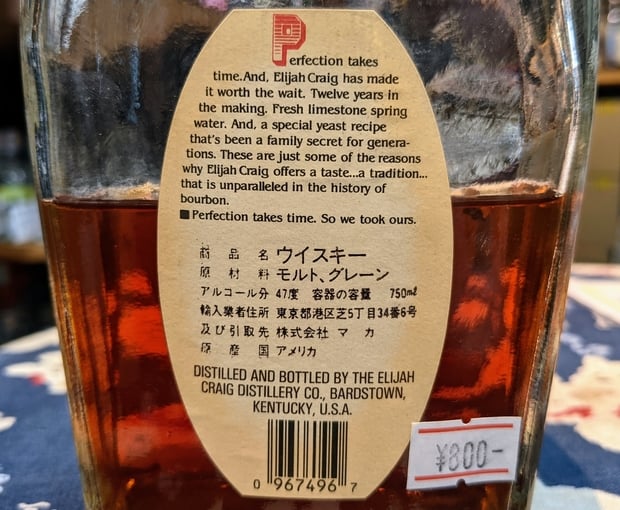 Perfection takes
time.And, Elijah Craig has made
it worth the wait. Twelve years in
the making. Fresh limestone spring
water. And, a special yeast recipe
that's been a family secret for genera-
tions. These are just some of the reasons
why Elijah Craig offers a taste...a tradition...
that is unparalleled in the history of
bourbon.
■ Perfection takes time. So we took ours.
商品名 ウイスキー
原材料 モルト、グレーン
アルコール分 47度 容器の容量 750ml
輸入業者住所 東京都港区芝5丁目34番6号
及び引取先 株式会社 マカ
原産国 アメリカ
DISTILLED AND BOTTLED BY THE ELIJAH
CRAIG DISTILLERY CO., BARDSTOWN,
KENTUCKY, U.S.A.
0 967496 7
¥800-